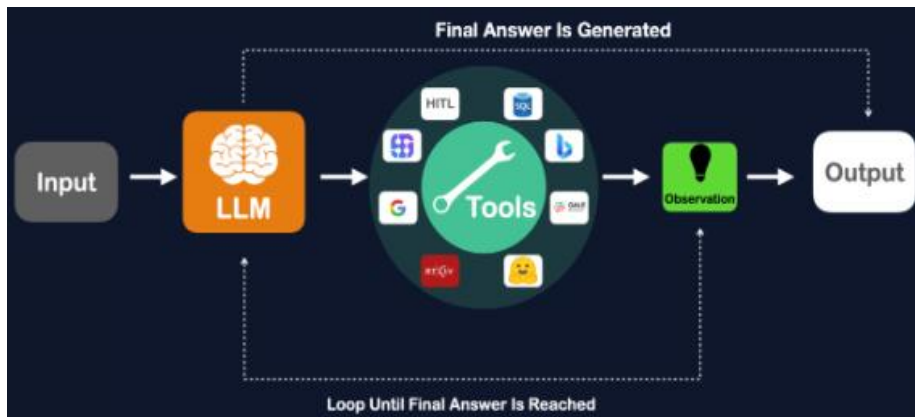 Final Answer Is Generated
HITL
SQL
Input
LLM
Tools
Observation
Output
Loop Until Final Answer Is Reached